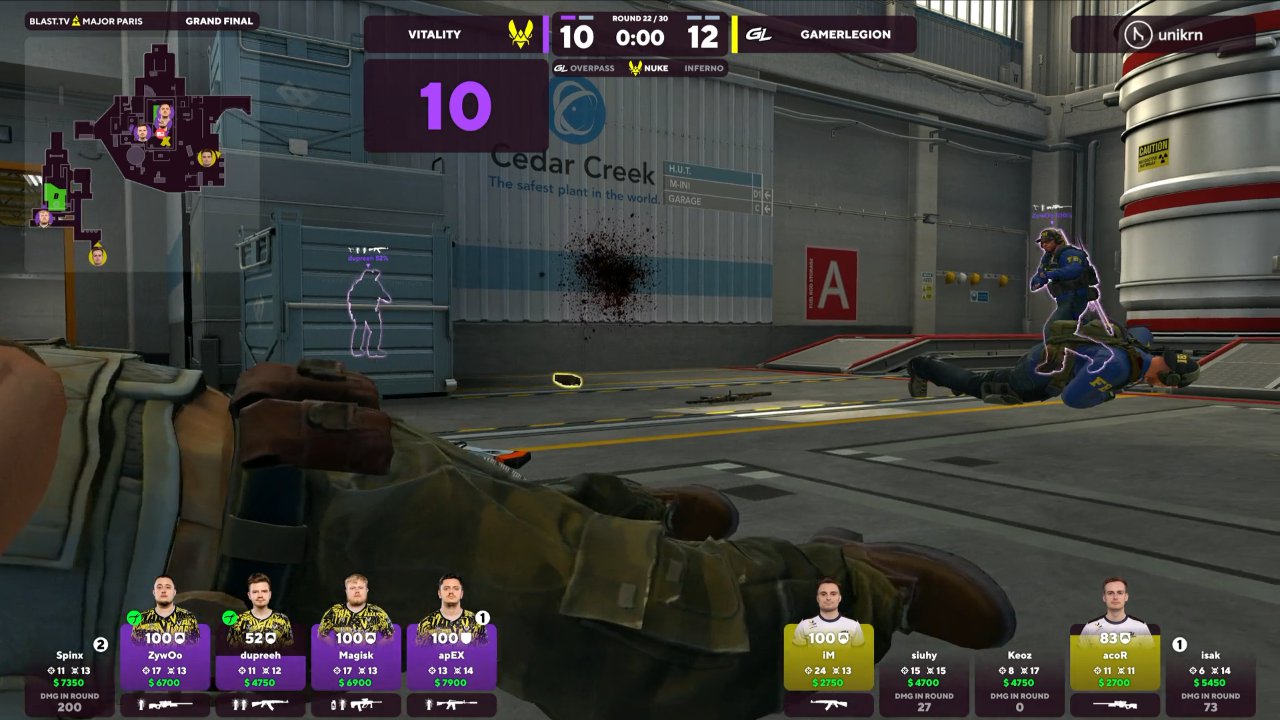 BLAST.TV MAJOR PARIS GRAND FINAL
VITALITY
10
ROUND 22 / 30
0:00
12
GL
GAMERLEGION
unikrn
GL OVERPASS NUKE INFERNO
10
Cedar Creek
The safest plant in the world.
H.U.T.
M-INI
GARAGE
CAUTION
A
dupreeh 52%
FBI
Spinx
2
11 13
$7350
DMG IN ROUND
200
100
ZywOo
17 13
$6700
52
dupreeh
11 12
$4750
100
Magisk
17 13
$6900
100
1
apEX
13 14
$7900
100
iM
24 13
$2750
siuhy
15 15
$4700
DMG IN ROUND
27
Keoz
8 17
$4750
DMG IN ROUND
0
83
acoR
11 11
$2700
1
isak
6 14
$5450
DMG IN ROUND
73